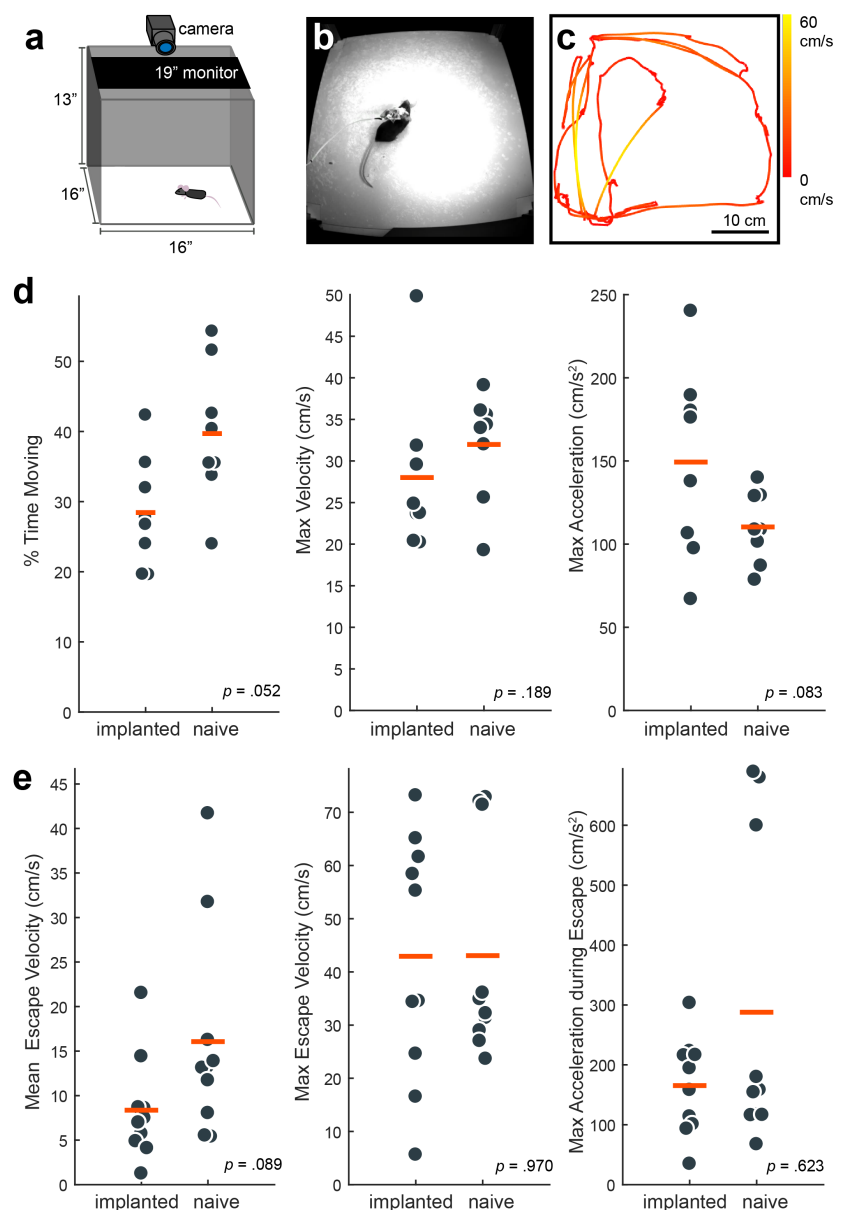 a
camera
19” monitor
13”
16”
16”
b
c
60
cm/s
0
cm/s
10 cm
d
% Time Moving
50
40
30
20
10
0
implanted
naive
p = .052
Max Velocity (cm/s)
50
45
40
35
30
25
20
15
10
5
0
implanted
naive
p = .189
Max Acceleration (cm/s²)
250
200
150
100
50
0
implanted
naive
p = .083
e
Mean Escape Velocity (cm/s)
45
40
35
30
25
20
15
10
5
0
implanted
naive
p = .089
Max Escape Velocity (cm/s)
70
60
50
40
30
20
10
0
implanted
naive
p = .970
Max Acceleration during Escape (cm/s²)
600
700
400
300
200
100
0
implanted
naive
p = .623